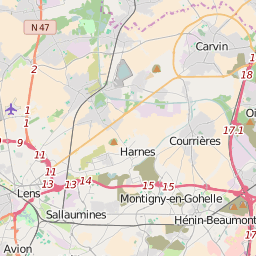 N 47
Carvin
2
18
1
1
17.1
Oi
11
11
11
Courrières
Harnes
13
13
14
15
15
Lens
Montigny-en-Gohelle
Sallaumines
Hénin-Beaumont
17
Avion